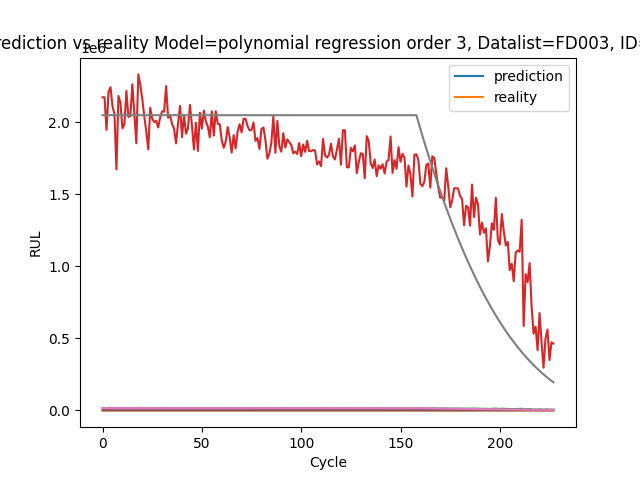 rediction vs reality Model=polynomial regression order 3, Datalist=FD003, ID=
1e6
prediction
reality
2.0
1.5
1.0
0.5
0.0
RUL
0 50 100 150 200
Cycle